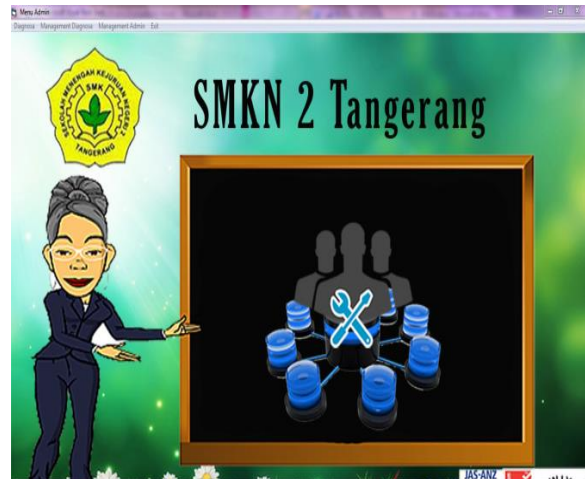 Menu Admin
Diagnosa Management Diagnosa Management Admin Exit
SMKN 2 Tangerang
SEKOLAH MENENGAH KEJURUAN NEGERI 2
SMK
TANGERANG
JAS-ANZ